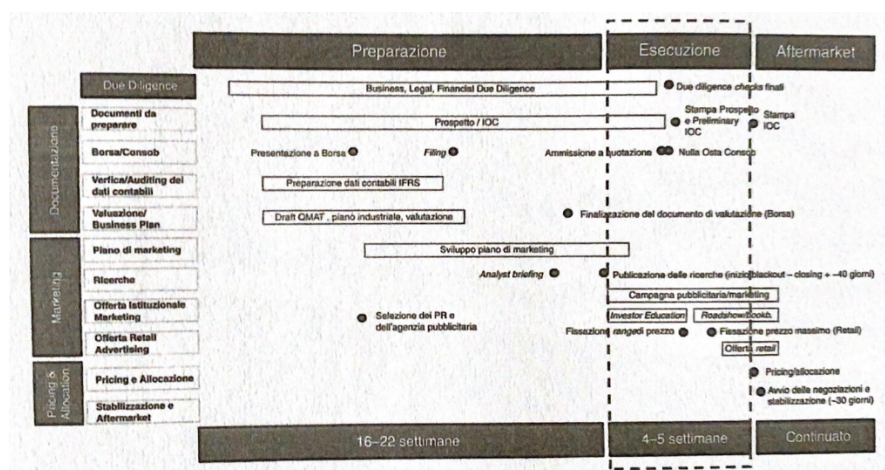 Preparazione
Esecuzione
Aftermarket
Due Diligence
Business, Legal, Financial Due Diligence
Due diligence checks finali
Documentazione
Documenti da
preparare
Prospetto / IOC
Stampa Prospetto
e Preliminary
IOC
Stampa
IOC
Borsa/Consob
Presentazione a Borsa
Filing
Ammissione a quotazione
Nulla Osta Consob
Verifica/Auditing dei
dati contabili
Preparazione dati contabili IFRS
Valuazione/
Business Plan
Draft QMAT , piano industriale, valutazione
Finalizzazione del documento di valutazione (Borsa)
Marketing
Piano di marketing
Sviluppo piano di marketing
Ricerche
Analyst briefing
Pubblicazione delle ricerche (inizio blackout – closing + ~40 giorni)
Offerta Istituzionale
Marketing
Selezione dei PR e
dell'agenzia pubblicitaria
Campagna pubblicitaria/marketing
Investor Education
Roadshow/bookb.
Offerta Retail
Advertising
Fissazione range di prezzo
Fissazione prezzo massimo (Retail)
Offerta retail
Pricing &
Allocation
Pricing e Allocazione
Pricing/allocazione
Stabilizzazione e
Aftermarket
Avvio delle negoziazioni e
stabilizzazione (~30 giorni)
16–22 settimane
4–5 settimane
Continuato